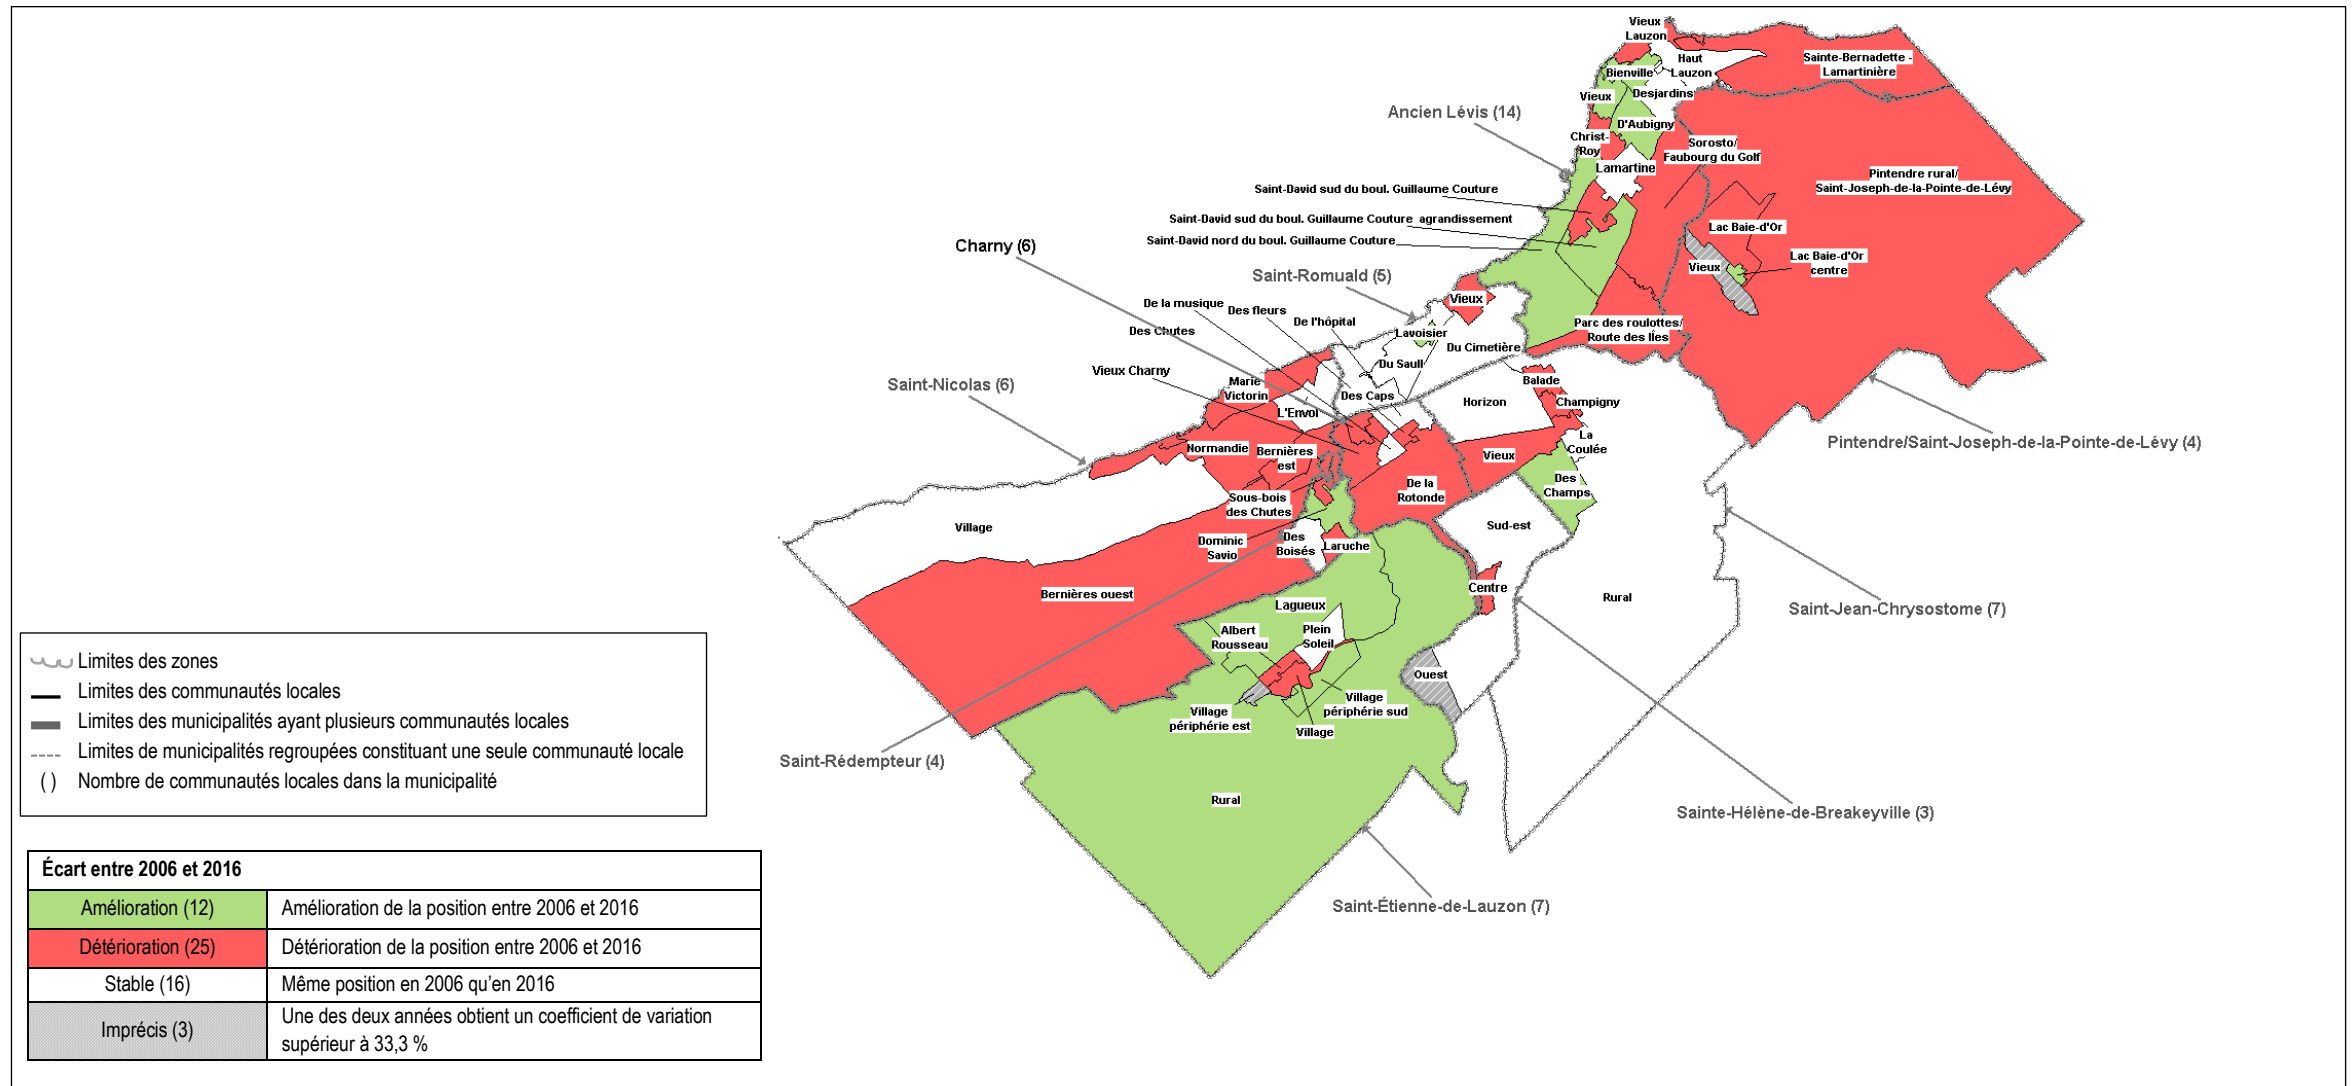 Vieux
Lauzon
Haut
Lauzon
Sainte-Bernadette -
Lamartinière
Bienville
Desjardins
Vieux
Ancien Lévis (14)
D'Aubigny
Christ-
Roy
Sorosto/
Faubourg du Golf
Lamartine
Pintendre rural/
Saint-Joseph-de-la-Pointe-de-Lévy
Saint-David sud du boul. Guillaume Couture
Saint-David sud du boul. Guillaume Couture agrandissement
Saint-David nord du boul. Guillaume Couture
Lac Baie-d'Or
Lac Baie-d'Or
centre
Vieux
Charny (6)
Saint-Romuald (5)
Vieux
De la musique
Des fleurs
De l'hôpital
Des Chutes
Lavoisier
Du Cimetière
Parc des roulottes/
Route des Îles
Du Sault
Vieux Charny
Saint-Nicolas (6)
Marie
Victorin
Des Caps
L'Envol
Balade
Horizon
Champigny
La
Coulée
Pintendre/Saint-Joseph-de-la-Pointe-de-Lévy (4)
Normandie
Bernières
est
Vieux
De la
Rotonde
Des
Champs
Sous-bois
des Chutes
Village
Sud-est
Dominic
Savio
Des
Boisés
Laruche
Bernières ouest
Centre
Rural
Saint-Jean-Chrysostome (7)
Lagueux
Albert
Rousseau
Plein
Soleil
Ouest
Village
périphérie sud
Village
périphérie est
Village
Saint-Rédempteur (4)
Rural
Sainte-Hélène-de-Breakeyville (3)
Saint-Étienne-de-Lauzon (7)
Limites des zones
Limites des communautés locales
Limites des municipalités ayant plusieurs communautés locales
Limites de municipalités regroupées constituant une seule communauté locale
( ) Nombre de communautés locales dans la municipalité
Écart entre 2006 et 2016
Amélioration (12) Amélioration de la position entre 2006 et 2016
Détérioration (25) Détérioration de la position entre 2006 et 2016
Stable (16) Même position en 2006 qu'en 2016
Imprécis (3) Une des deux années obtient un coefficient de variation
supérieur à 33,3 %